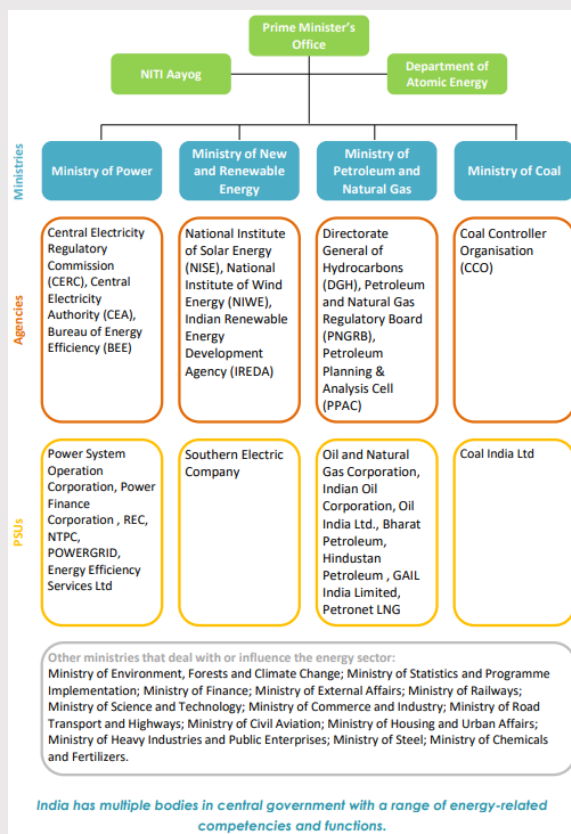 Prime Minister's
Office
NITI Aayog
Department of
Atomic Energy
Ministries
Ministry of Power
Ministry of New
and Renewable
Energy
Ministry of
Petroleum and
Natural Gas
Ministry of Coal
Agencies
Central Electricity
Regulatory
Commission
(CERC), Central
Electricity
Authority (CEA),
Bureau of Energy
Efficiency (BEE)
National Institute
of Solar Energy
(NISE), National
Institute of Wind
Energy (NIWE),
Indian Renewable
Energy
Development
Agency (IREDA)
Directorate
General of
Hydrocarbons
(DGH), Petroleum
and Natural Gas
Regulatory Board
(PNGRB),
Petroleum
Planning &
Analysis Cell
(PPAC)
Coal Controller
Organisation
(CCO)
PSUs
Power System
Operation
Corporation, Power
Finance
Corporation , REC,
NTPC,
POWERGRID,
Energy Efficiency
Services Ltd
Southern Electric
Company
Oil and Natural
Gas Corporation,
Indian Oil
Corporation, Oil
India Ltd., Bharat
Petroleum,
Hindustan
Petroleum , GAIL
India Limited,
Petronet LNG
Coal India Ltd
Other ministries that deal with or influence the energy sector:
Ministry of Environment, Forests and Climate Change; Ministry of Statistics and Programme
Implementation; Ministry of Finance; Ministry of External Affairs; Ministry of Railways;
Ministry of Science and Technology; Ministry of Commerce and Industry; Ministry of Road
Transport and Highways; Ministry of Civil Aviation; Ministry of Housing and Urban Affairs;
Ministry of Heavy Industries and Public Enterprises; Ministry of Steel; Ministry of Chemicals
and Fertilizers.
India has multiple bodies in central government with a range of energy-related
competencies and functions.